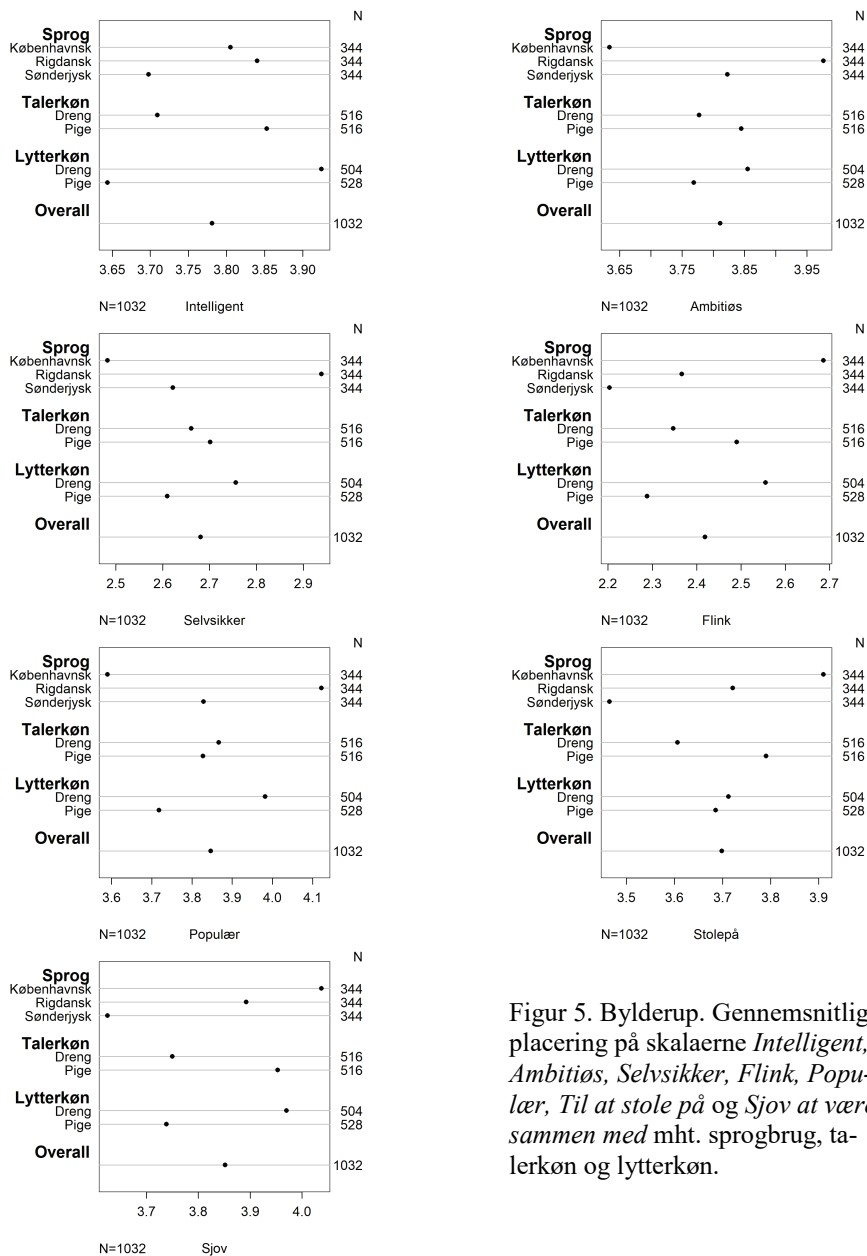 N
Sprog
Københavnsk 344
Rigdansk 344
Sønderjysk 344
Talerkøn
Dreng 516
Pige 516
Lytterkøn
Dreng 504
Pige 528
Overall
1032
3.65 3.70 3.75 3.80 3.85 3.90
N=1032 Intelligent
N
Sprog
Københavnsk 344
Rigdansk 344
Sønderjysk 344
Talerkøn
Dreng 516
Pige 516
Lytterkøn
Dreng 504
Pige 528
Overall
1032
3.65 3.75 3.85 3.95
N=1032 Ambitiøs
N
Sprog
Københavnsk 344
Rigdansk 344
Sønderjysk 344
Talerkøn
Dreng 516
Pige 516
Lytterkøn
Dreng 504
Pige 528
Overall
1032
2.5 2.6 2.7 2.8 2.9
N=1032 Selvsikker
N
Sprog
Københavnsk 344
Rigdansk 344
Sønderjysk 344
Talerkøn
Dreng 516
Pige 516
Lytterkøn
Dreng 504
Pige 528
Overall
1032
2.2 2.3 2.4 2.5 2.6 2.7
N=1032 Flink
N
Sprog
Københavnsk 344
Rigdansk 344
Sønderjysk 344
Talerkøn
Dreng 516
Pige 516
Lytterkøn
Dreng 504
Pige 528
Overall
1032
3.6 3.7 3.8 3.9 4.0 4.1
N=1032 Populær
N
Sprog
Københavnsk 344
Rigdansk 344
Sønderjysk 344
Talerkøn
Dreng 516
Pige 516
Lytterkøn
Dreng 504
Pige 528
Overall
1032
3.5 3.6 3.7 3.8 3.9
N=1032 Stolepå
N
Sprog
Københavnsk 344
Rigdansk 344
Sønderjysk 344
Talerkøn
Dreng 516
Pige 516
Lytterkøn
Dreng 504
Pige 528
Overall
1032
3.7 3.8 3.9 4.0
N=1032 Sjov
Figur 5. Bylderup. Gennemsnitlig
placering på skalaerne Intelligent,
Ambitiøs, Selvsikker, Flink, Popu-
lær, Til at stole på og Sjov at være
sammen med mht. sprogbrug, ta-
lerkøn og lytterkøn.